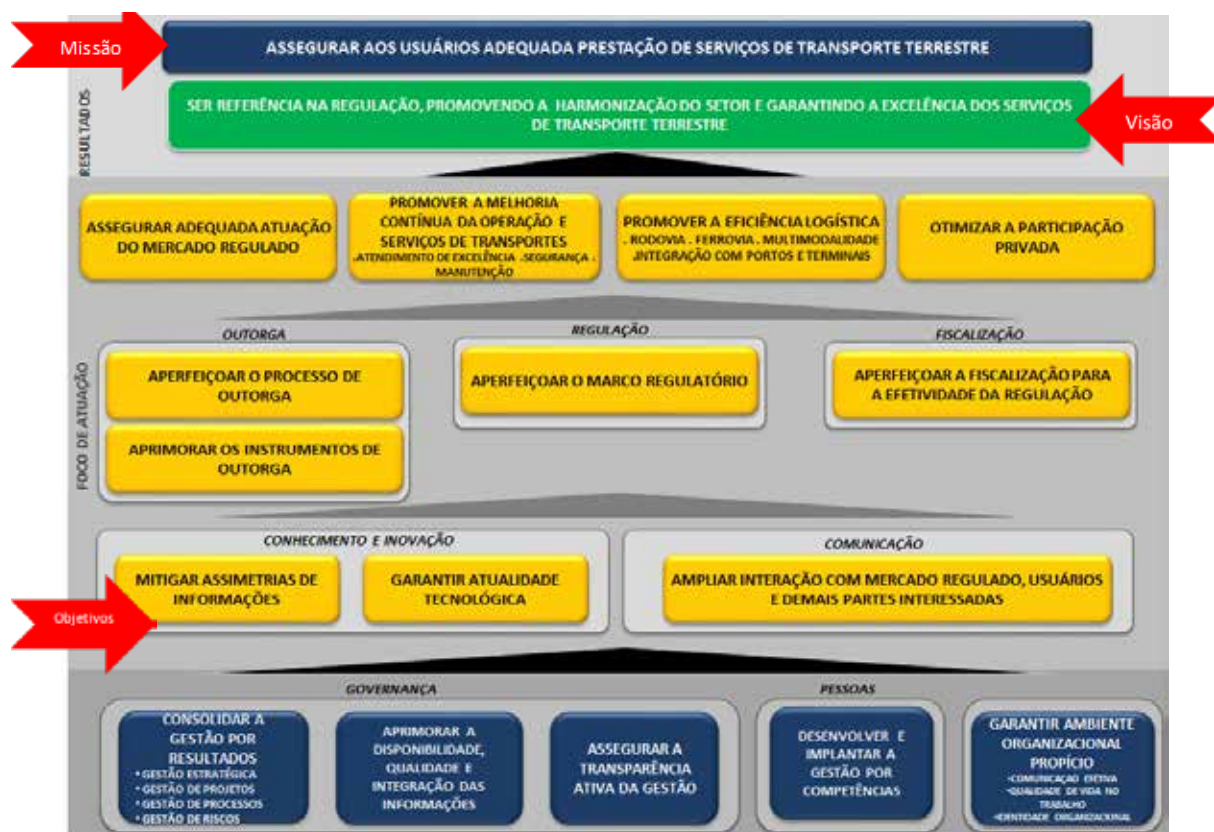 Missão
ASSEGURAR AOS USUÁRIOS ADEQUADA PRESTAÇÃO DE SERVIÇOS DE TRANSPORTE TERRESTRE
RESULTADOS
SER REFERÊNCIA NA REGULAÇÃO, PROMOVENDO A HARMONIZAÇÃO DO SETOR E GARANTINDO A EXCELÊNCIA DOS SERVIÇOS
DE TRANSPORTE TERRESTRE
Visão
ASSEGURAR ADEQUADA ATUAÇÃO
DO MERCADO REGULADO
PROMOVER A MELHORIA
CONTÍNUA DA OPERAÇÃO E
SERVIÇOS DE TRANSPORTES
.ATENDIMENTO DE EXCELÊNCIA .SEGURANÇA .
MANUTENÇÃO
PROMOVER A EFICIÊNCIA LOGÍSTICA
. RODOVIA . FERROVIA . MULTIMODALIDADE
.INTEGRAÇÃO COM PORTOS E TERMINAIS
OTIMIZAR A PARTICIPAÇÃO
PRIVADA
FOCO DE ATUAÇÃO
OUTORGA
APERFEIÇOAR O PROCESSO DE
OUTORGA
APRIMORAR OS INSTRUMENTOS DE
OUTORGA
REGULAÇÃO
APERFEIÇOAR O MARCO REGULATÓRIO
FISCALIZAÇÃO
APERFEIÇOAR A FISCALIZAÇÃO PARA
A EFETIVIDADE DA REGULAÇÃO
CONHECIMENTO E INOVAÇÃO
MITIGAR ASSIMETRIAS DE
INFORMAÇÕES
GARANTIR ATUALIDADE
TECNOLÓGICA
COMUNICAÇÃO
AMPLIAR INTERAÇÃO COM MERCADO REGULADO, USUÁRIOS
E DEMAIS PARTES INTERESSADAS
Objetivos
GOVERNANÇA
CONSOLIDAR A
GESTÃO POR
RESULTADOS
• GESTÃO ESTRATÉGICA
• GESTÃO DE PROJETOS
• GESTÃO DE PROCESSOS
• GESTÃO DE RISCOS
APRIMORAR A
DISPONIBILIDADE,
QUALIDADE E
INTEGRAÇÃO DAS
INFORMAÇÕES
ASSEGURAR A
TRANSPARÊNCIA
ATIVA DA GESTÃO
PESSOAS
DESENVOLVER E
IMPLANTAR A
GESTÃO POR
COMPETÊNCIAS
GARANTIR AMBIENTE
ORGANIZACIONAL
PROPÍCIO
•COMUNICAÇAO EFETIVA
•QUALIDADE DE VIDA NO
TRABALHO
•IDENTIDADE ORGANIZACIONAL